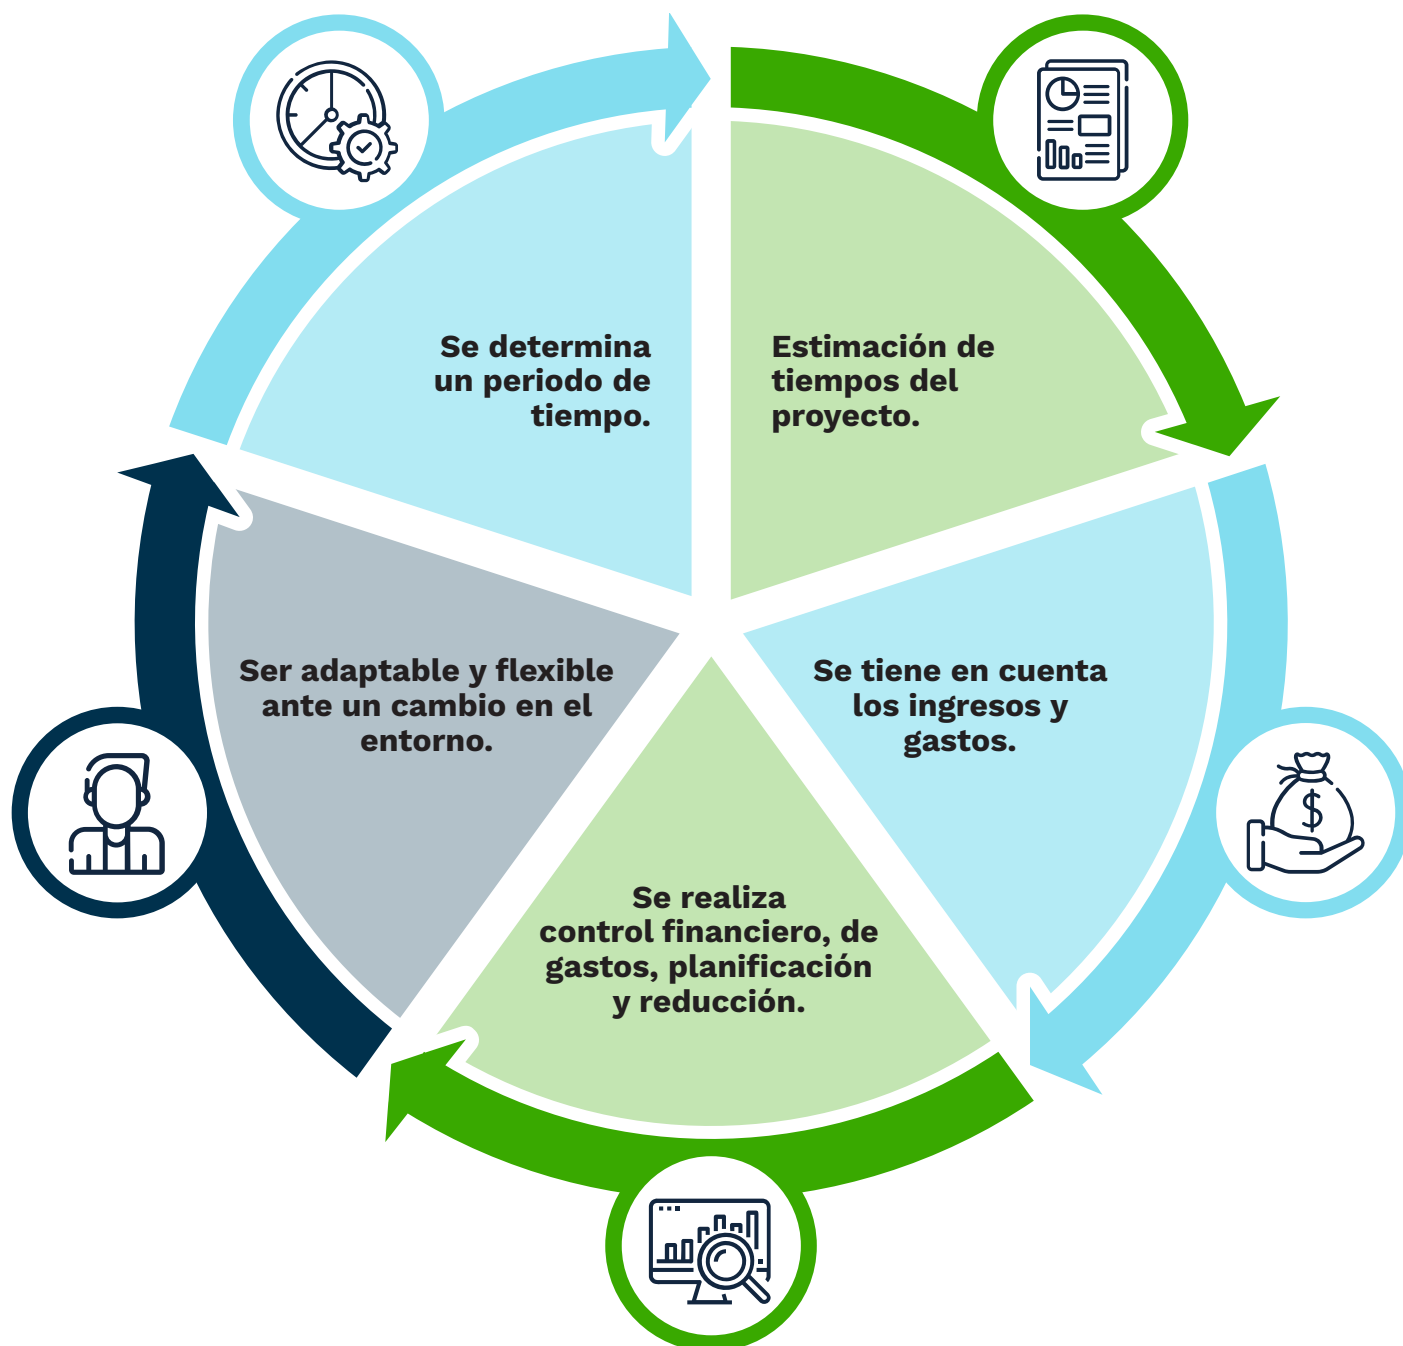 Se determina
un periodo de
tiempo.
Estimación de
tiempos del
proyecto.
Se tiene en cuenta
los ingresos y
gastos.
Se realiza
control financiero, de
gastos, planificación
y reducción.
Ser adaptable y flexible
ante un cambio en el
entorno.
$